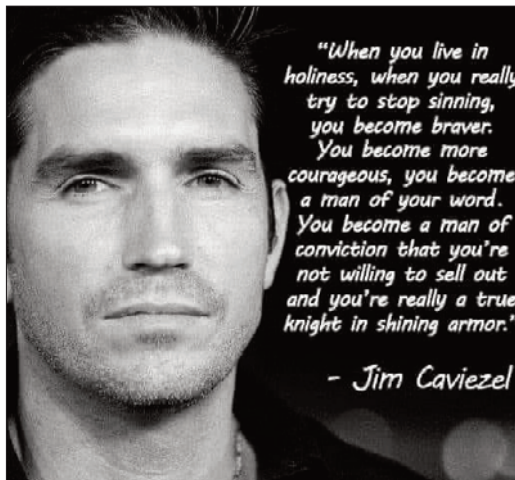 “When you live in
holiness, when you really
try to stop sinning,
you become braver.
You become more
courageous, you become
a man of your word.
You become a man of
conviction that you're
not willing to sell out
and you're really a true
knight in shining armor.”
- Jim Caviezel